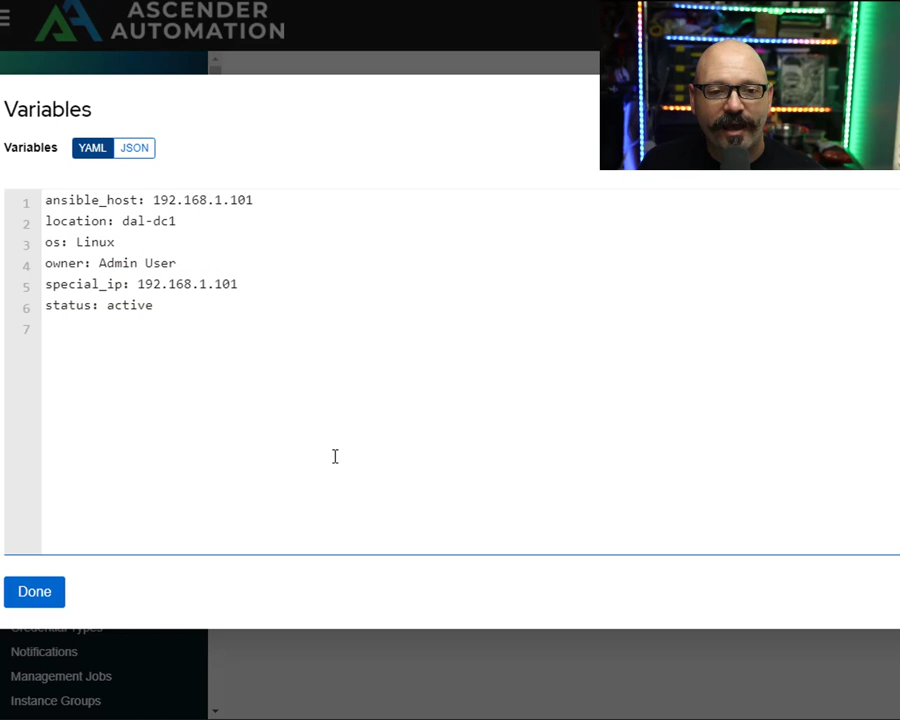 ASCENDER
AUTOMATION
Variables
Variables YAML JSON
1 ansible_host: 192.168.1.101
2 location: dal-dc1
3 os: Linux
4 owner: Admin User
5 special_ip: 192.168.1.101
6 status: active
7
Done
Credential Types
Notifications
Management Jobs
Instance Groups